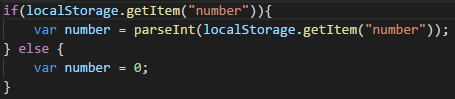 if(localStorage.getItem("number")){
    var number = parseInt(localStorage.getItem("number"));
} else {
    var number = 0;
}